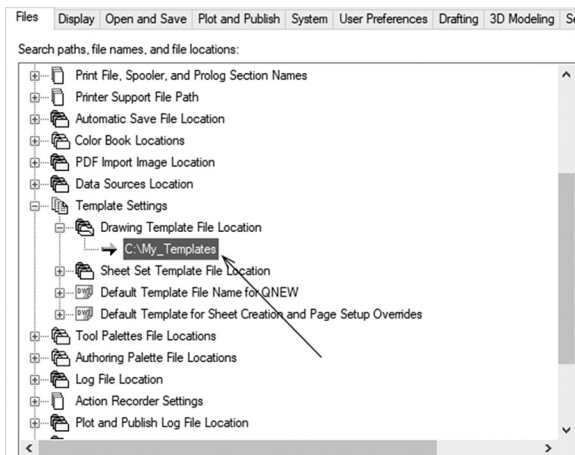 Files Display Open and Save Plot and Publish System User Preferences Drafting 3D Modeling
Search paths, file names, and file locations:
Print File, Spooler, and Prolog Section Names
Printer Support File Path
Automatic Save File Location
Color Book Locations
PDF Import Image Location
Data Sources Location
Template Settings
Drawing Template File Location
C:\My_Templates
Sheet Set Template File Location
Default Template File Name for QNEW
Default Template for Sheet Creation and Page Setup Overrides
Tool Palettes File Locations
Authoring Palette File Locations
Log File Location
Action Recorder Settings
Plot and Publish Log File Location